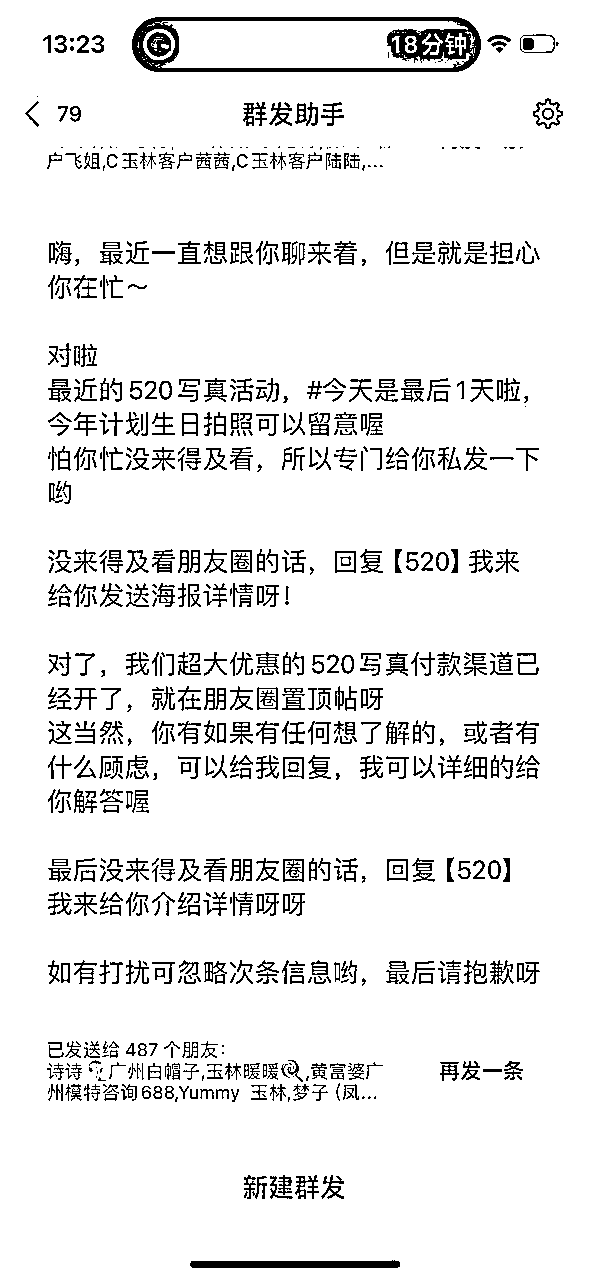 13:23
18分钟
79
群发助手
户飞姐,C玉林客户茜茜,C玉林客户陆陆,...
嗨，最近一直想跟你聊来着，但是就是担心
你在忙～
对啦
最近的520写真活动，#今天是最后1天啦，
今年计划生日拍照可以留意喔
怕你忙没来得及看，所以专门给你私发一下
哟
没来得及看朋友圈的话，回复【520】我来
给你发送海报详情呀！
对了，我们超大优惠的520写真付款渠道已
经开了，就在朋友圈置顶帖呀
这当然，你有如果有任何想了解的，或者有
什么顾虑，可以给我回复，我可以详细的给
你解答喔
最后没来得及看朋友圈的话，回复【520】
我来给你介绍详情呀呀
如有打扰可忽略次条信息哟，最后请抱歉呀
已发送给 487 个朋友：
诗诗 广州白帽子,玉林暖暖,黄富婆广
州模特咨询688,Yummy 玉林,梦子（凤...
再发一条
新建群发